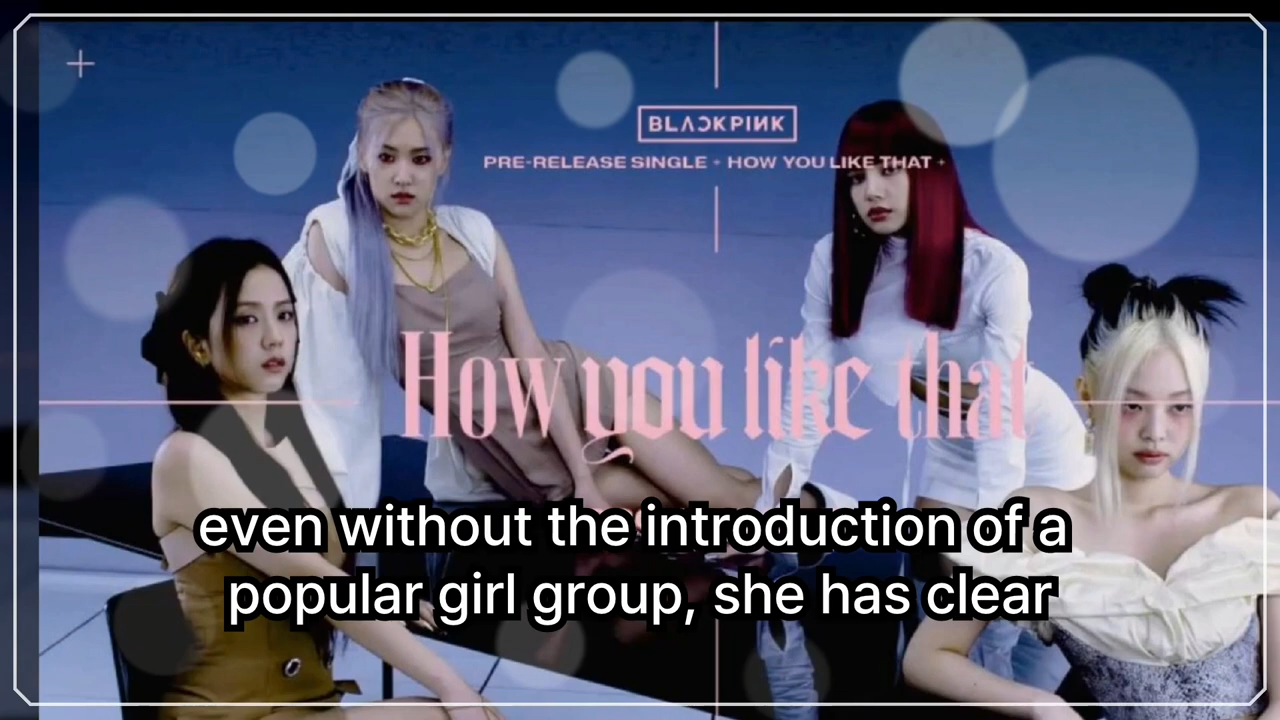 BLɅƆKPIИK
PRE-RELEASE SINGLE + HOW YOU LIKE THAT +
How you like that
even without the introduction of a
popular girl group, she has clear